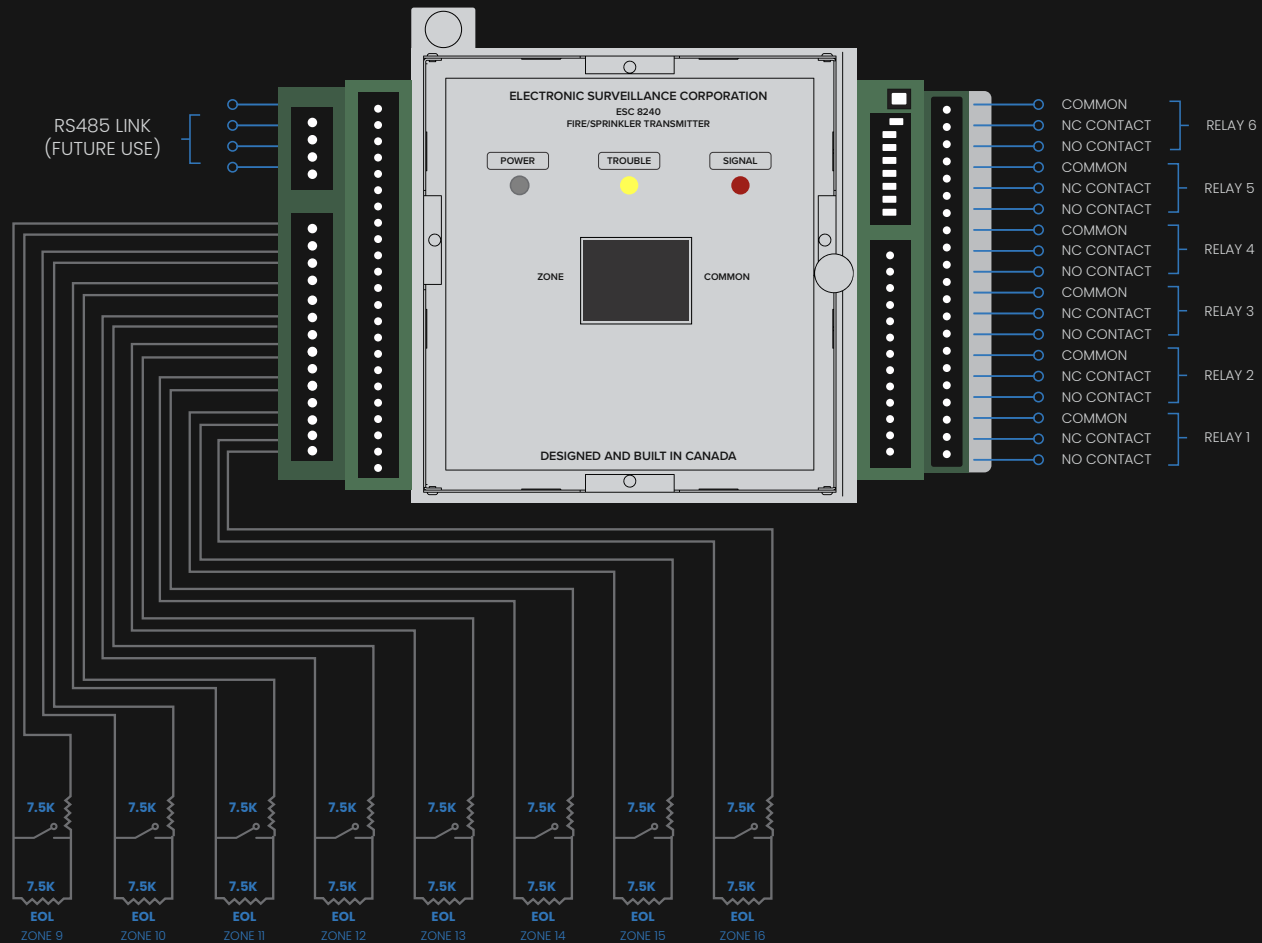 ELECTRONIC SURVEILLANCE CORPORATION
ESC 8240
FIRE/SPRINKLER TRANSMITTER
POWER
TROUBLE
SIGNAL
ZONE
COMMON
DESIGNED AND BUILT IN CANADA
RS485 LINK
(FUTURE USE)
COMMON
NC CONTACT
NO CONTACT
RELAY 6
COMMON
NC CONTACT
NO CONTACT
RELAY 5
COMMON
NC CONTACT
NO CONTACT
RELAY 4
COMMON
NC CONTACT
NO CONTACT
RELAY 3
COMMON
NC CONTACT
NO CONTACT
RELAY 2
COMMON
NC CONTACT
NO CONTACT
RELAY 1
7.5K
7.5K
EOL
ZONE 9
7.5K
7.5K
EOL
ZONE 10
7.5K
7.5K
EOL
ZONE 11
7.5K
7.5K
EOL
ZONE 12
7.5K
7.5K
EOL
ZONE 13
7.5K
7.5K
EOL
ZONE 14
7.5K
7.5K
EOL
ZONE 15
7.5K
7.5K
EOL
ZONE 16